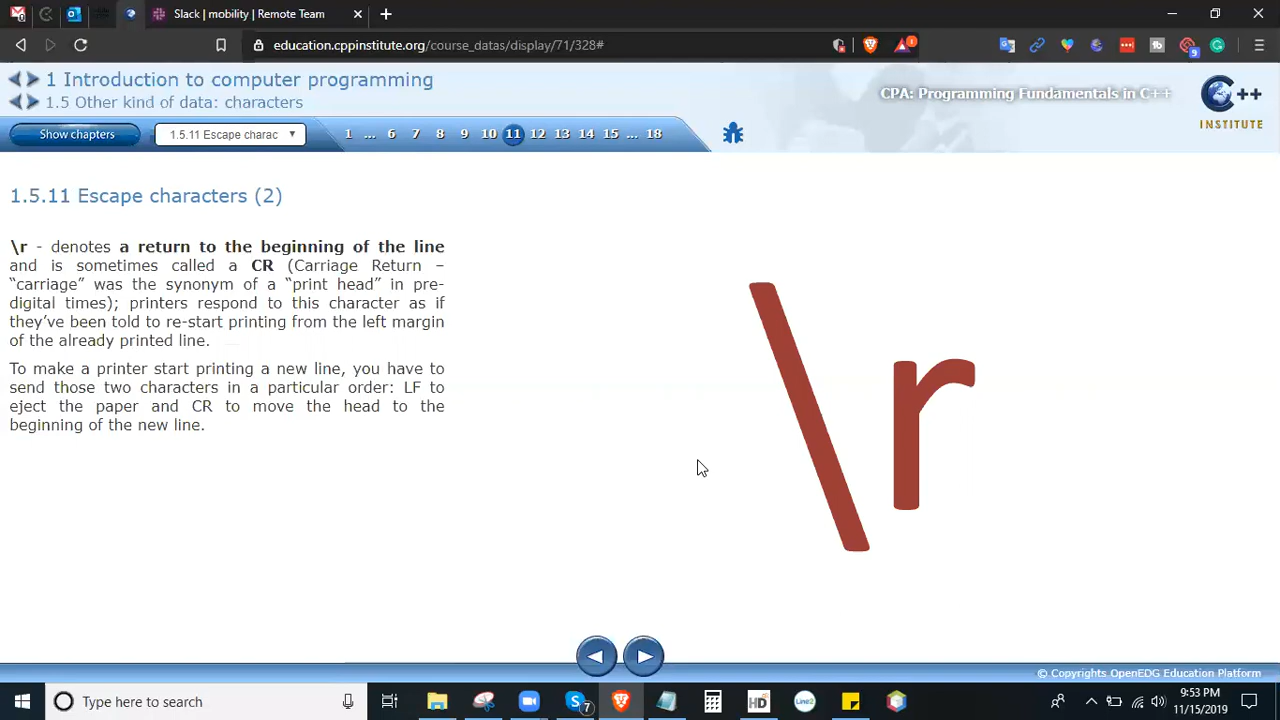 Slack | mobility | Remote Team
education.cppinstitute.org/course_datas/display/71/328#
1 Introduction to computer programming
1.5 Other kind of data: characters
CPA: Programming Fundamentals in C++
C++
INSTITUTE
Show chapters
1.5.11 Escape charac
1 ... 6 7 8 9 10 11 12 13 14 15 ... 18
1.5.11 Escape characters (2)
\r - denotes a return to the beginning of the line
and is sometimes called a CR (Carriage Return –
“carriage” was the synonym of a “print head” in pre-
digital times); printers respond to this character as if
they’ve been told to re-start printing from the left margin
of the already printed line.
To make a printer start printing a new line, you have to
send those two characters in a particular order: LF to
eject the paper and CR to move the head to the
beginning of the new line.
\r
© Copyrights OpenEDG Education Platform
Type here to search
7
HD
Line2
9:53 PM
11/15/2019